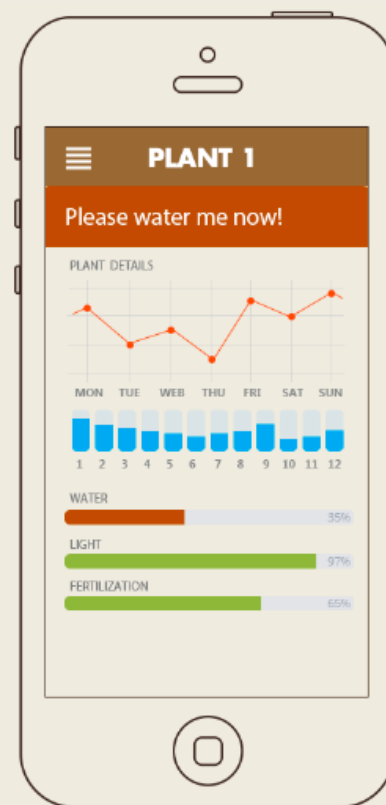 PLANT 1
Please water me now!
PLANT DETAILS
MON TUE WEB THU FRI SAT SUN
1 2 3 4 5 6 7 8 9 10 11 12
WATER
35%
LIGHT
97%
FERTILIZATION
65%